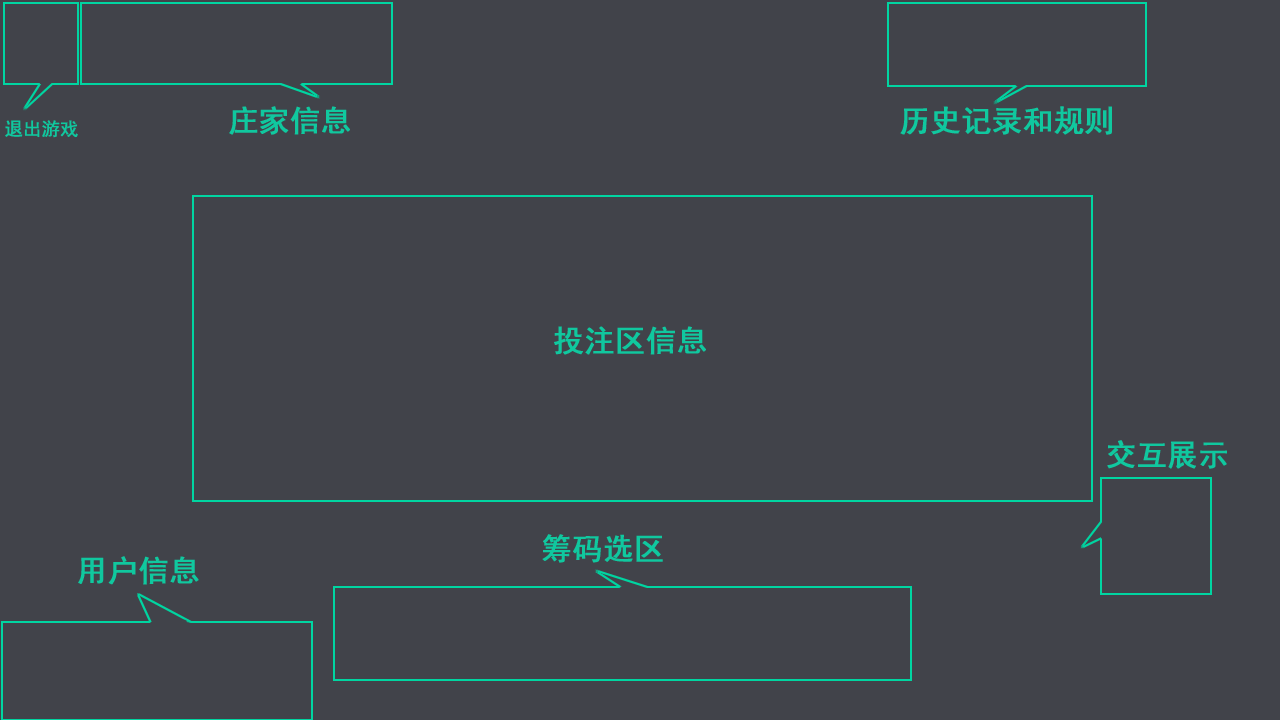 退出游戏
庄家信息
历史记录和规则
投注区信息
交互展示
筹码选区
用户信息